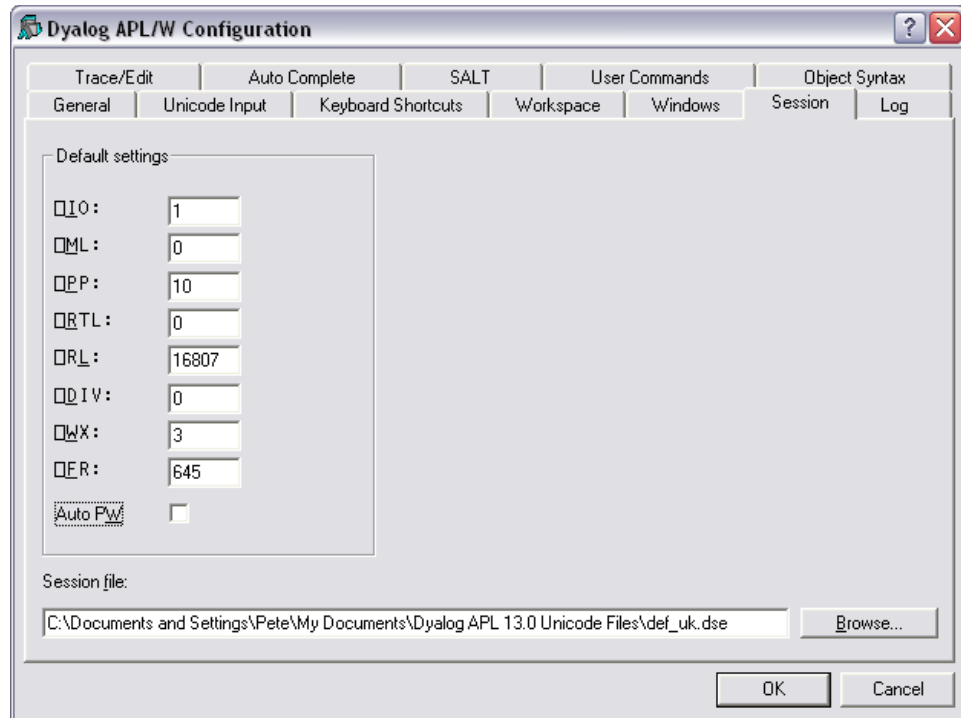 Dyalog APL/W Configuration
Trace/Edit Auto Complete SALT User Commands Object Syntax
General Unicode Input Keyboard Shortcuts Workspace Windows Session Log
Default settings
⎕IO: 1
⎕ML: 0
⎕PP: 10
⎕RTL: 0
⎕RL: 16807
⎕DIV: 0
⎕WX: 3
⎕FR: 645
Auto PW
Session file:
C:\Documents and Settings\Pete\My Documents\Dyalog APL 13.0 Unicode Files\def_uk.dse Browse...
OK Cancel